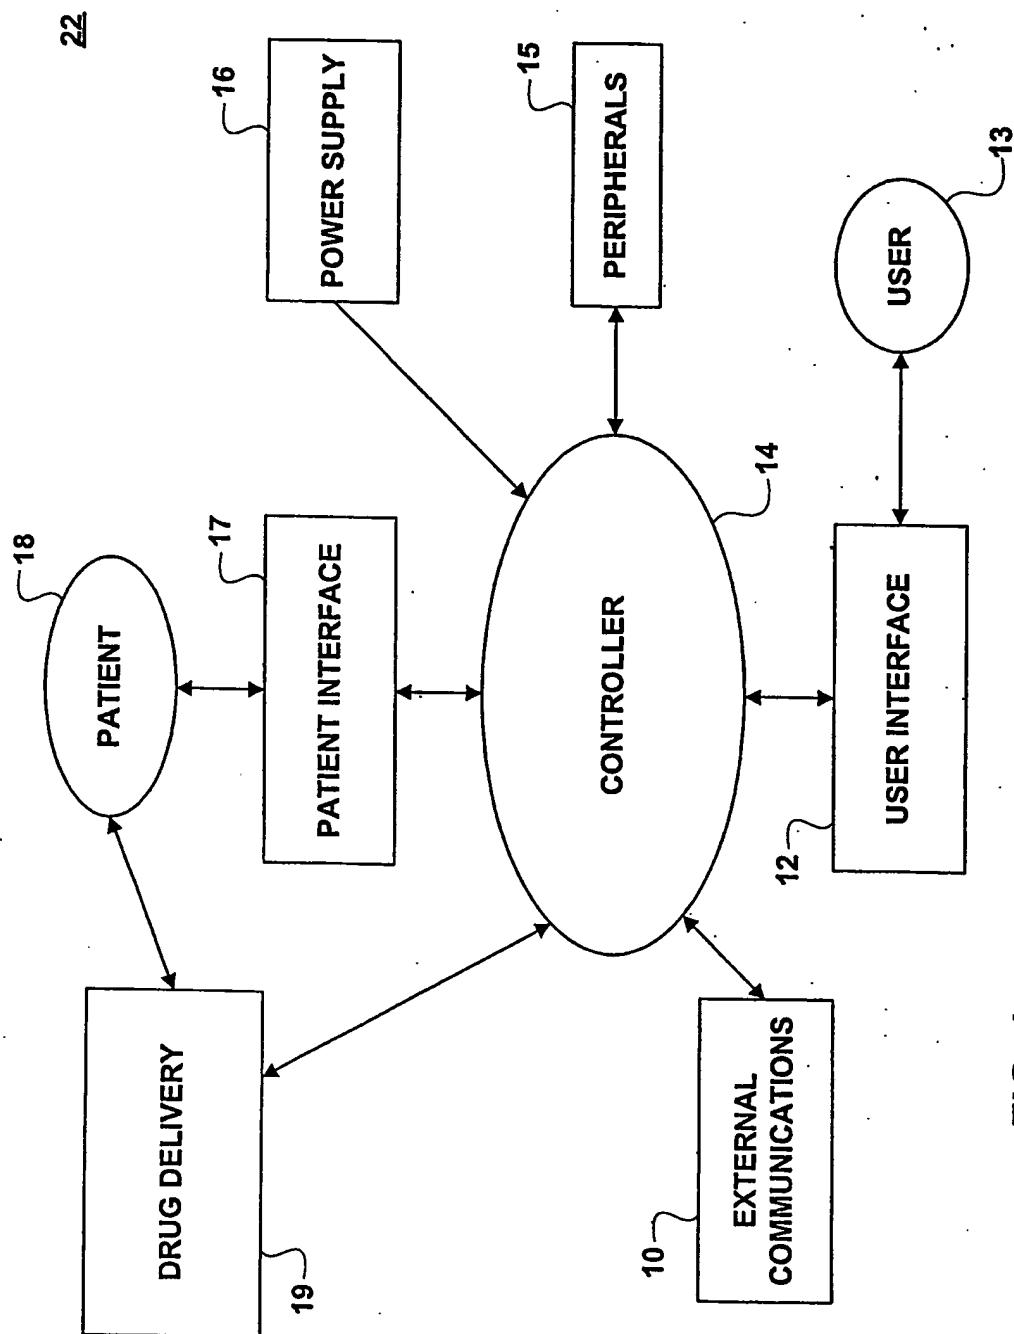 22
18
PATIENT
DRUG DELIVERY
19
17
PATIENT INTERFACE
16
POWER SUPPLY
CONTROLLER
14
15
PERIPHERALS
10
EXTERNAL
COMMUNICATIONS
12
USER INTERFACE
USER
13